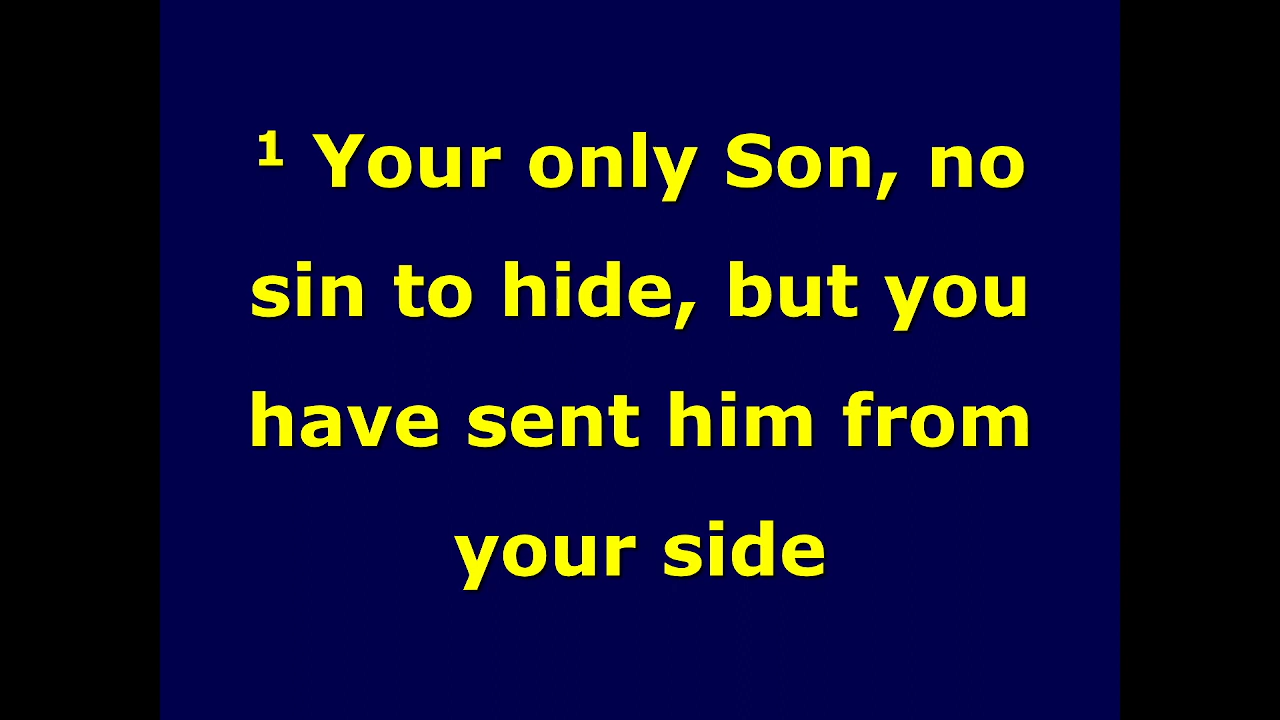 ¹ Your only Son, no
sin to hide, but you
have sent him from
your side